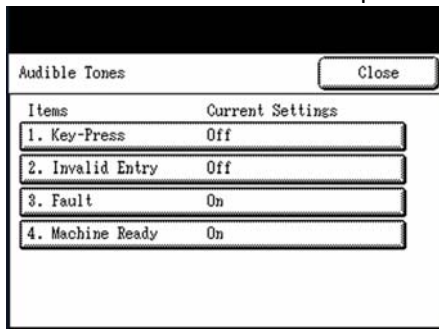 Audible Tones Close
Items Current Settings
1. Key-Press Off
2. Invalid Entry Off
3. Fault On
4. Machine Ready On